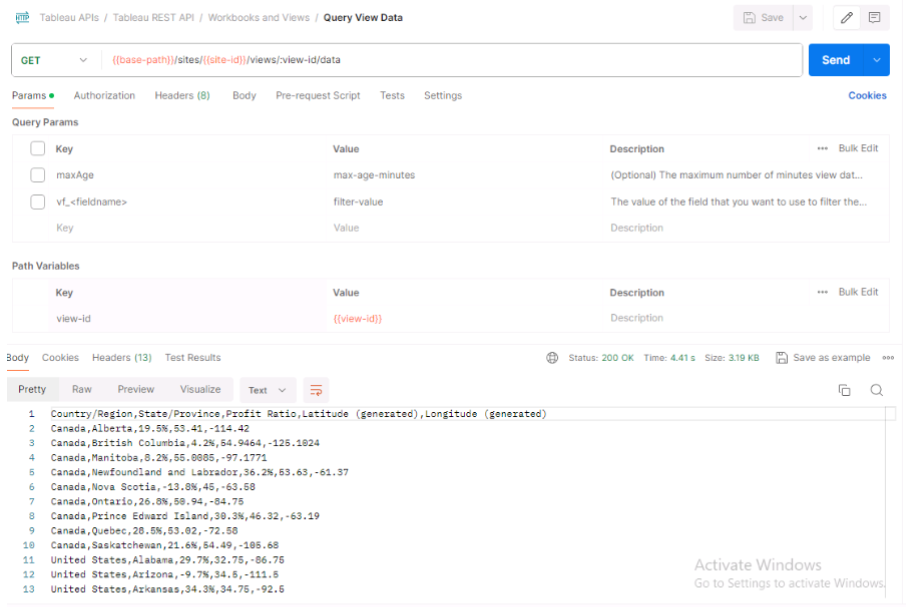 HTTP Tableau APIs / Tableau REST API / Workbooks and Views / Query View Data Save
GET {{base-path}}/sites/{{site-id}}/views/:view-id/data Send
Params Authorization Headers (8) Body Pre-request Script Tests Settings Cookies
Query Params
Key Value Description ••• Bulk Edit
maxAge max-age-minutes (Optional) The maximum number of minutes view dat...
vf_<fieldname> filter-value The value of the field that you want to use to filter the...
Key Value Description
Path Variables
Key Value Description ••• Bulk Edit
view-id {{view-id}} Description
Body Cookies Headers (13) Test Results Status: 200 OK Time: 4.41 s Size: 3.19 KB Save as example
Pretty Raw Preview Visualize Text
1 Country/Region,State/Province,Profit Ratio,Latitude (generated),Longitude (generated)
2 Canada,Alberta,19.5%,53.41,-114.42
3 Canada,British Columbia,4.2%,54.9464,-125.1024
4 Canada,Manitoba,8.2%,55.0085,-97.1771
5 Canada,Newfoundland and Labrador,36.2%,53.63,-61.37
6 Canada,Nova Scotia,-13.8%,45,-63.58
7 Canada,Ontario,26.8%,50.94,-84.75
8 Canada,Prince Edward Island,30.3%,46.32,-63.19
9 Canada,Quebec,28.5%,53.02,-72.58
10 Canada,Saskatchewan,21.6%,54.49,-105.68
11 United States,Alabama,29.7%,32.75,-86.75
12 United States,Arizona,-9.7%,34.5,-111.5
13 United States,Arkansas,34.3%,34.75,-92.5
Activate Windows
Go to Settings to activate Windows.